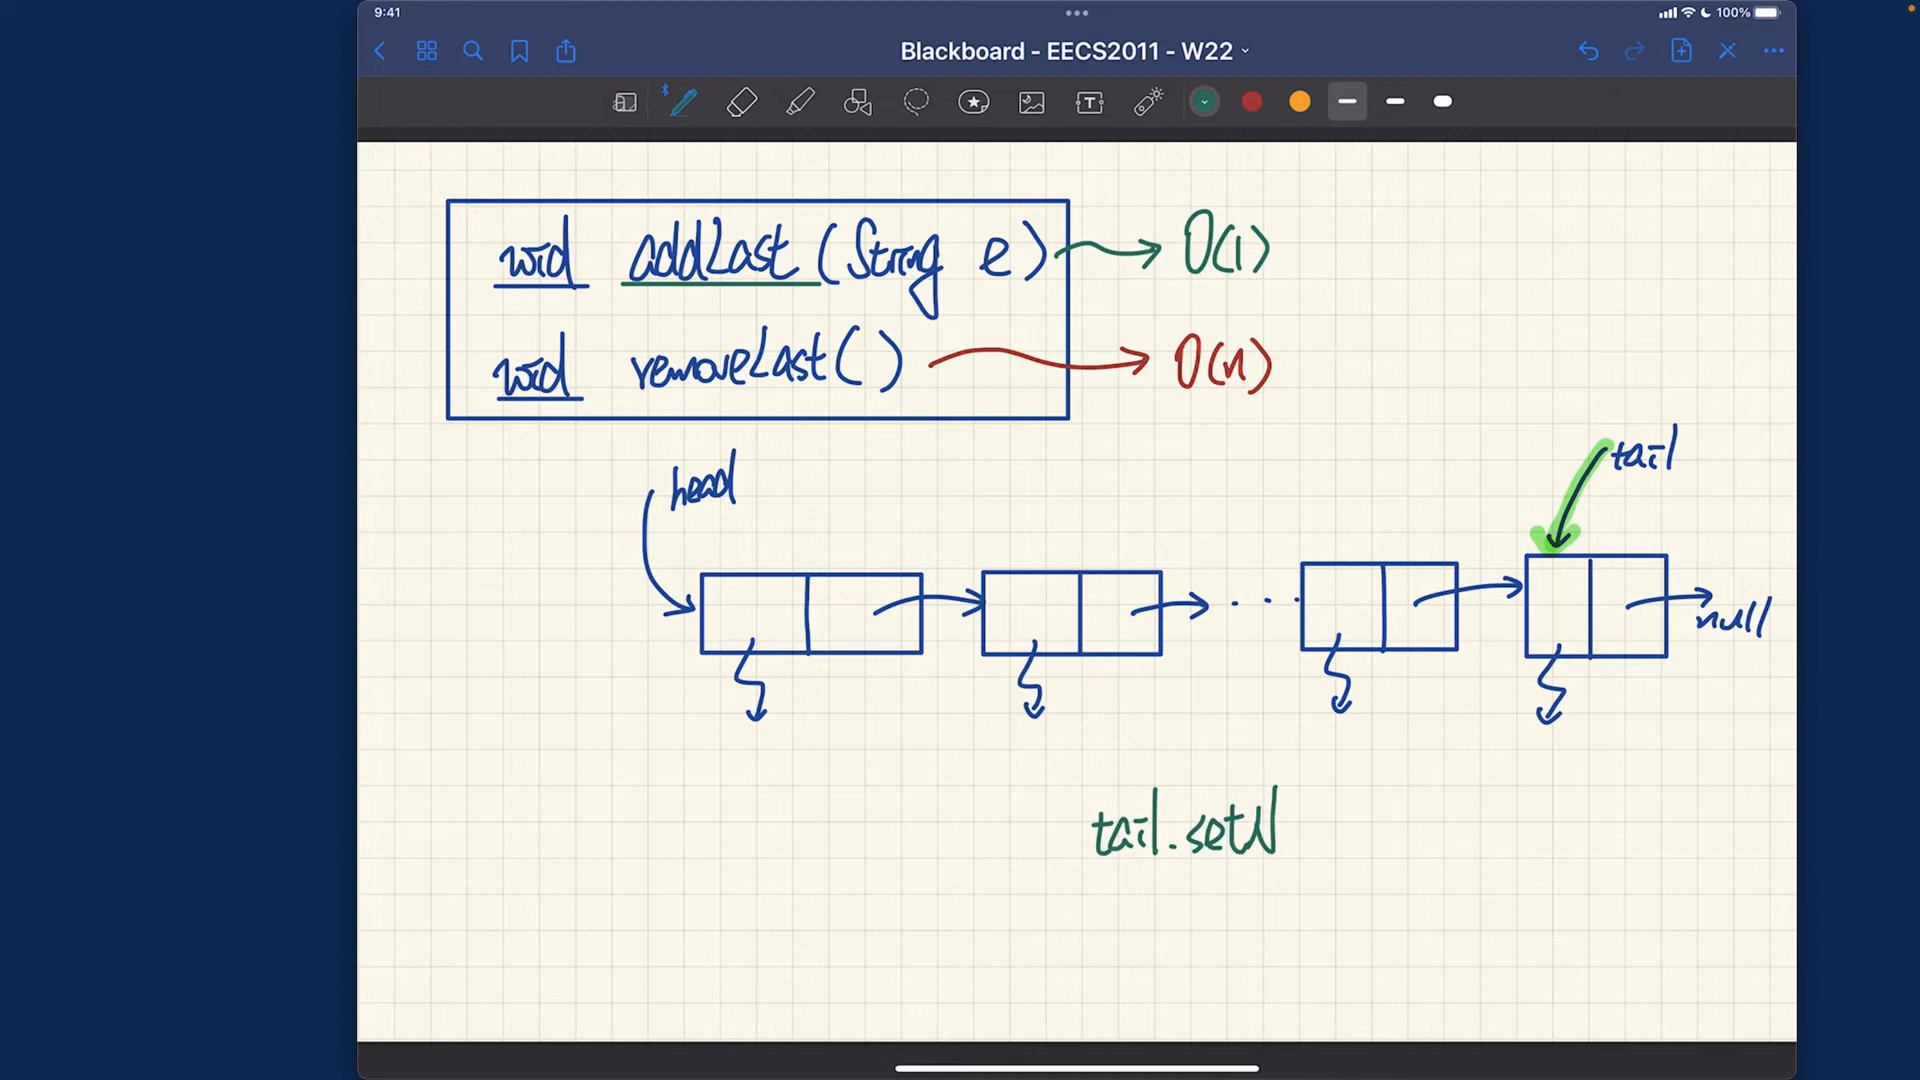 9:41
100%
Blackboard - EECS2011 - W22
void addLast (String e) O(1)
void removeLast () O(n)
tail
head
null
tail.setN